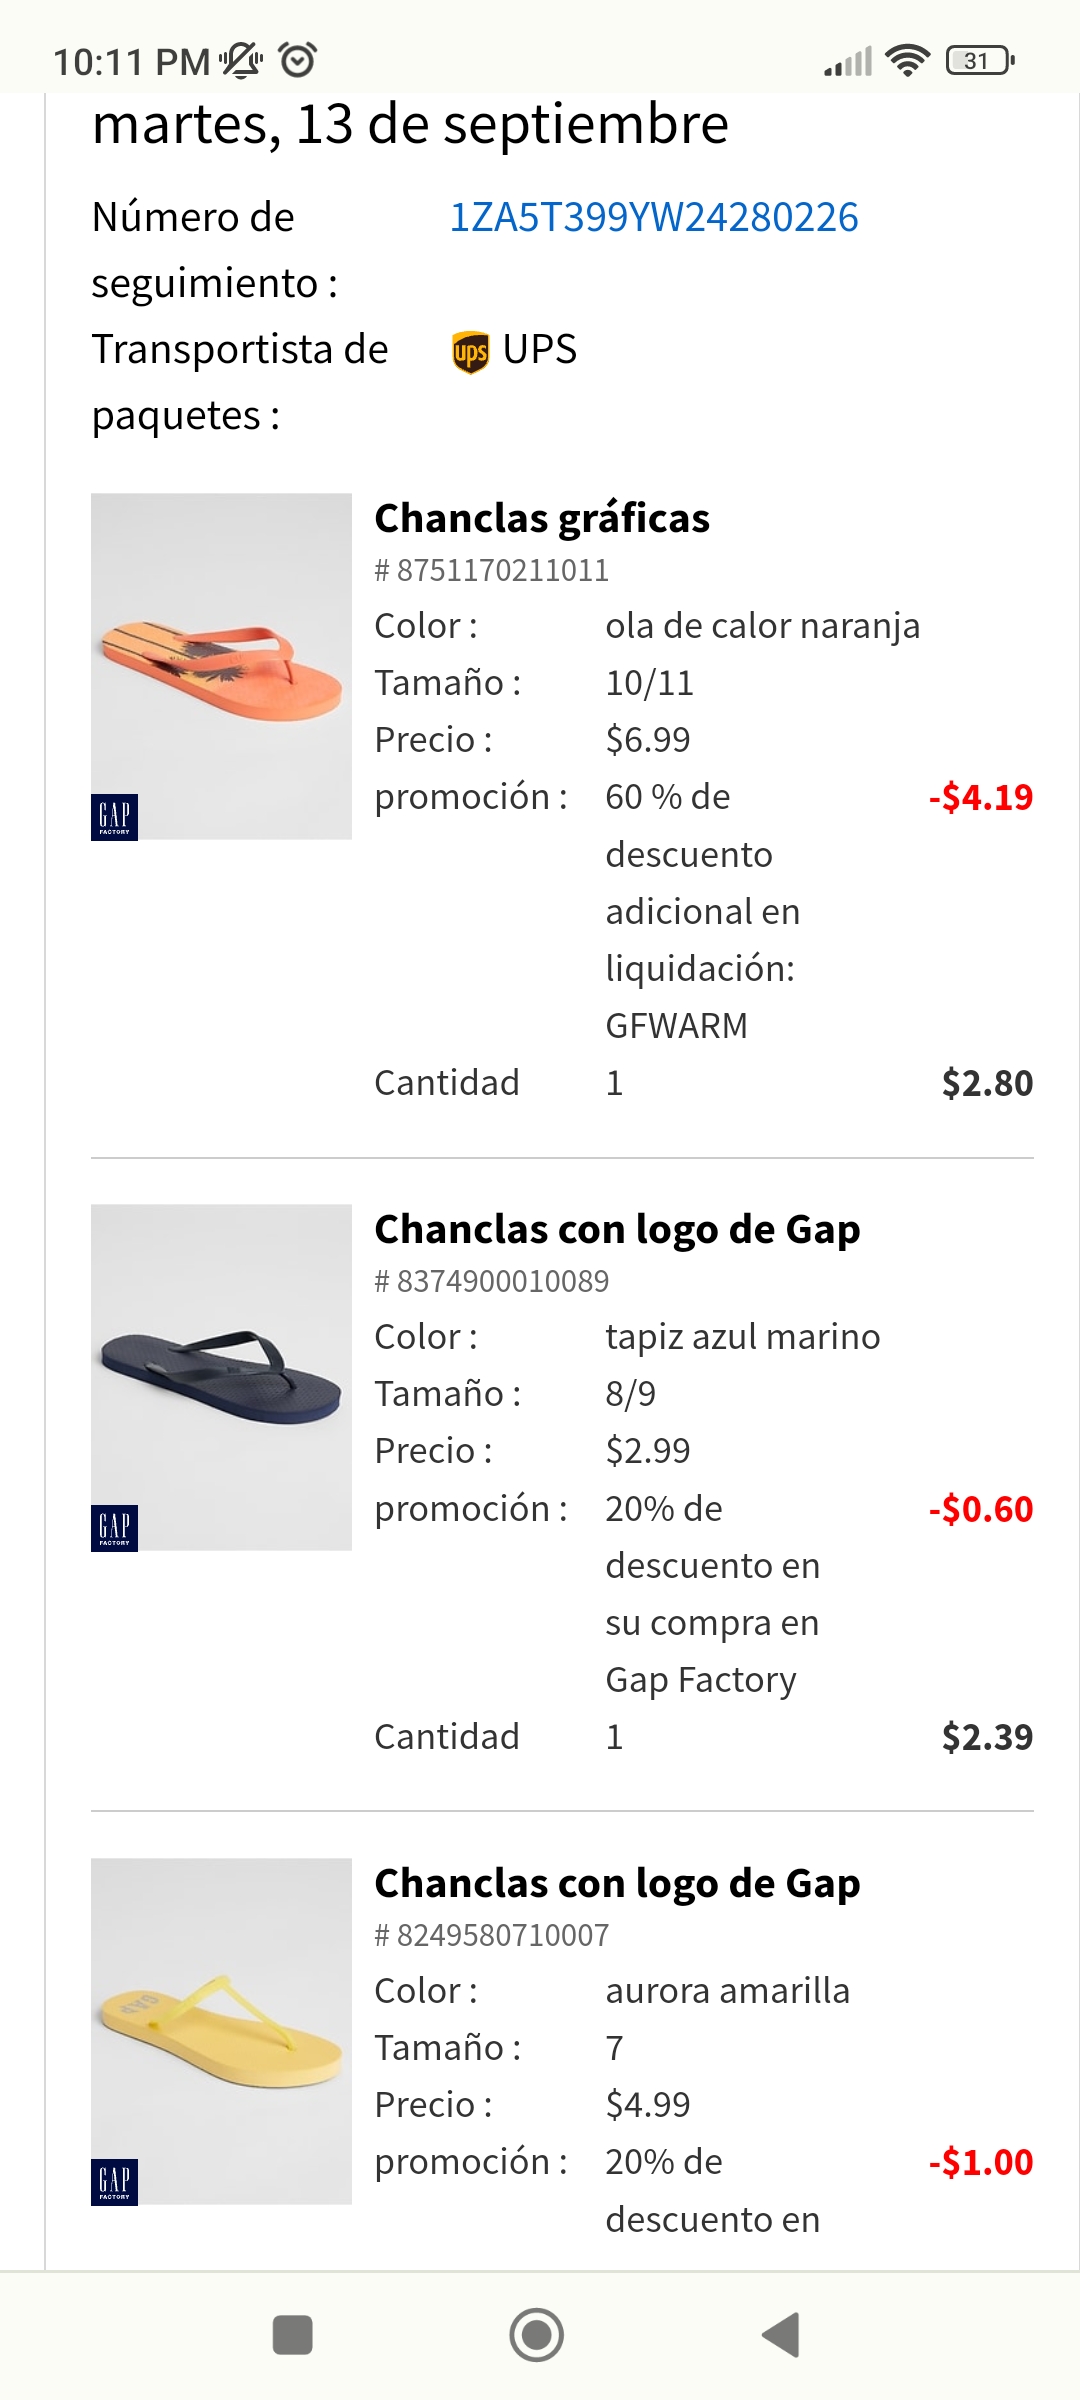 10:11 PM
31
martes, 13 de septiembre
Número de 1ZA5T399YW24280226
seguimiento :
Transportista de ups UPS
paquetes :
Chanclas gráficas
# 8751170211011
Color : ola de calor naranja
Tamaño : 10/11
Precio : $6.99
promoción : 60 % de -$4.19
descuento
adicional en
liquidación:
GFWARM
Cantidad 1 $2.80
GAP
FACTORY
Chanclas con logo de Gap
# 8374900010089
Color : tapiz azul marino
Tamaño : 8/9
Precio : $2.99
promoción : 20% de -$0.60
descuento en
su compra en
Gap Factory
Cantidad 1 $2.39
GAP
FACTORY
Chanclas con logo de Gap
# 8249580710007
Color : aurora amarilla
Tamaño : 7
Precio : $4.99
promoción : 20% de -$1.00
descuento en
GAP
GAP
FACTORY